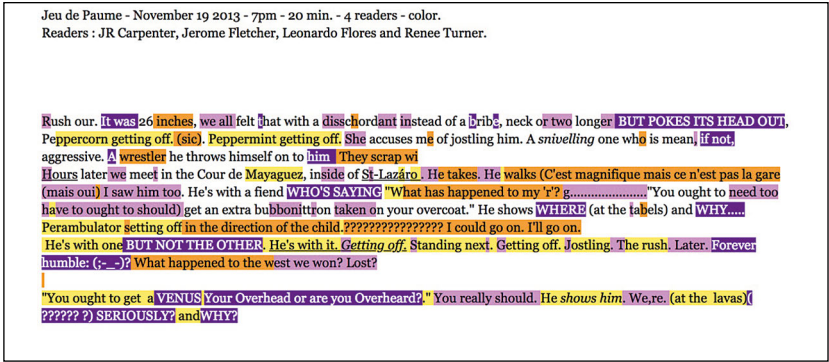 Jeu de Paume - November 19 2013 - 7pm - 20 min. - 4 readers - color.
Readers : JR Carpenter, Jerome Fletcher, Leonardo Flores and Renee Turner.
Rush our. It was 26 inches, we all felt that with a disschordant instead of a bribe, neck or two longer BUT POKES ITS HEAD OUT,
Peppercorn getting off. (sic). Peppermint getting off. She accuses me of jostling him. A snivelling one who is mean, if not,
aggressive. A wrestler he throws himself on to him They scrap wi
Hours later we meet in the Cour de Mayaguez, inside of St-Lazáro . He takes. He walks (C'est magnifique mais ce n'est pas la gare
(mais oui) I saw him too. He's with a fiend WHO'S SAYING "What has happened to my 'r'? g....................."You ought to need too
have to ought to should) get an extra bubbonittron taken on your overcoat." He shows WHERE (at the tabels) and WHY.....
Perambulator setting off in the direction of the child.???????????????? I could go on. I'll go on.
He's with one BUT NOT THE OTHER. He's with it. Getting off. Standing next. Getting off. Jostling. The rush. Later. Forever
humble: (;-_-)? What happened to the west we won? Lost?
"You ought to get a VENUS Your Overhead or are you Overheard?." You really should. He shows him. We,re. (at the lavas)(
?????? ?) SERIOUSLY? andWHY?